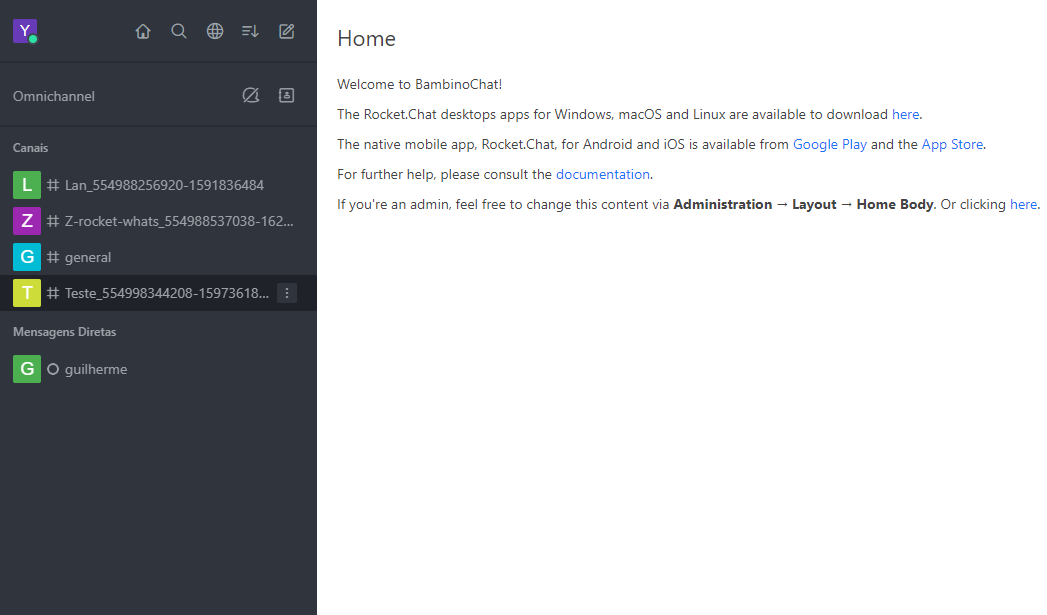 Y
Omnichannel
Canais
L Lan_554988256920-1591836484
Z Z-rocket-whats_554988537038-162...
G general
T Teste_554998344208-15973618...
Mensagens Diretas
G guilherme
Home
Welcome to BambinoChat!
The Rocket.Chat desktops apps for Windows, macOS and Linux are available to download here.
The native mobile app, Rocket.Chat, for Android and iOS is available from Google Play and the App Store.
For further help, please consult the documentation.
If you're an admin, feel free to change this content via Administration → Layout → Home Body. Or clicking here.